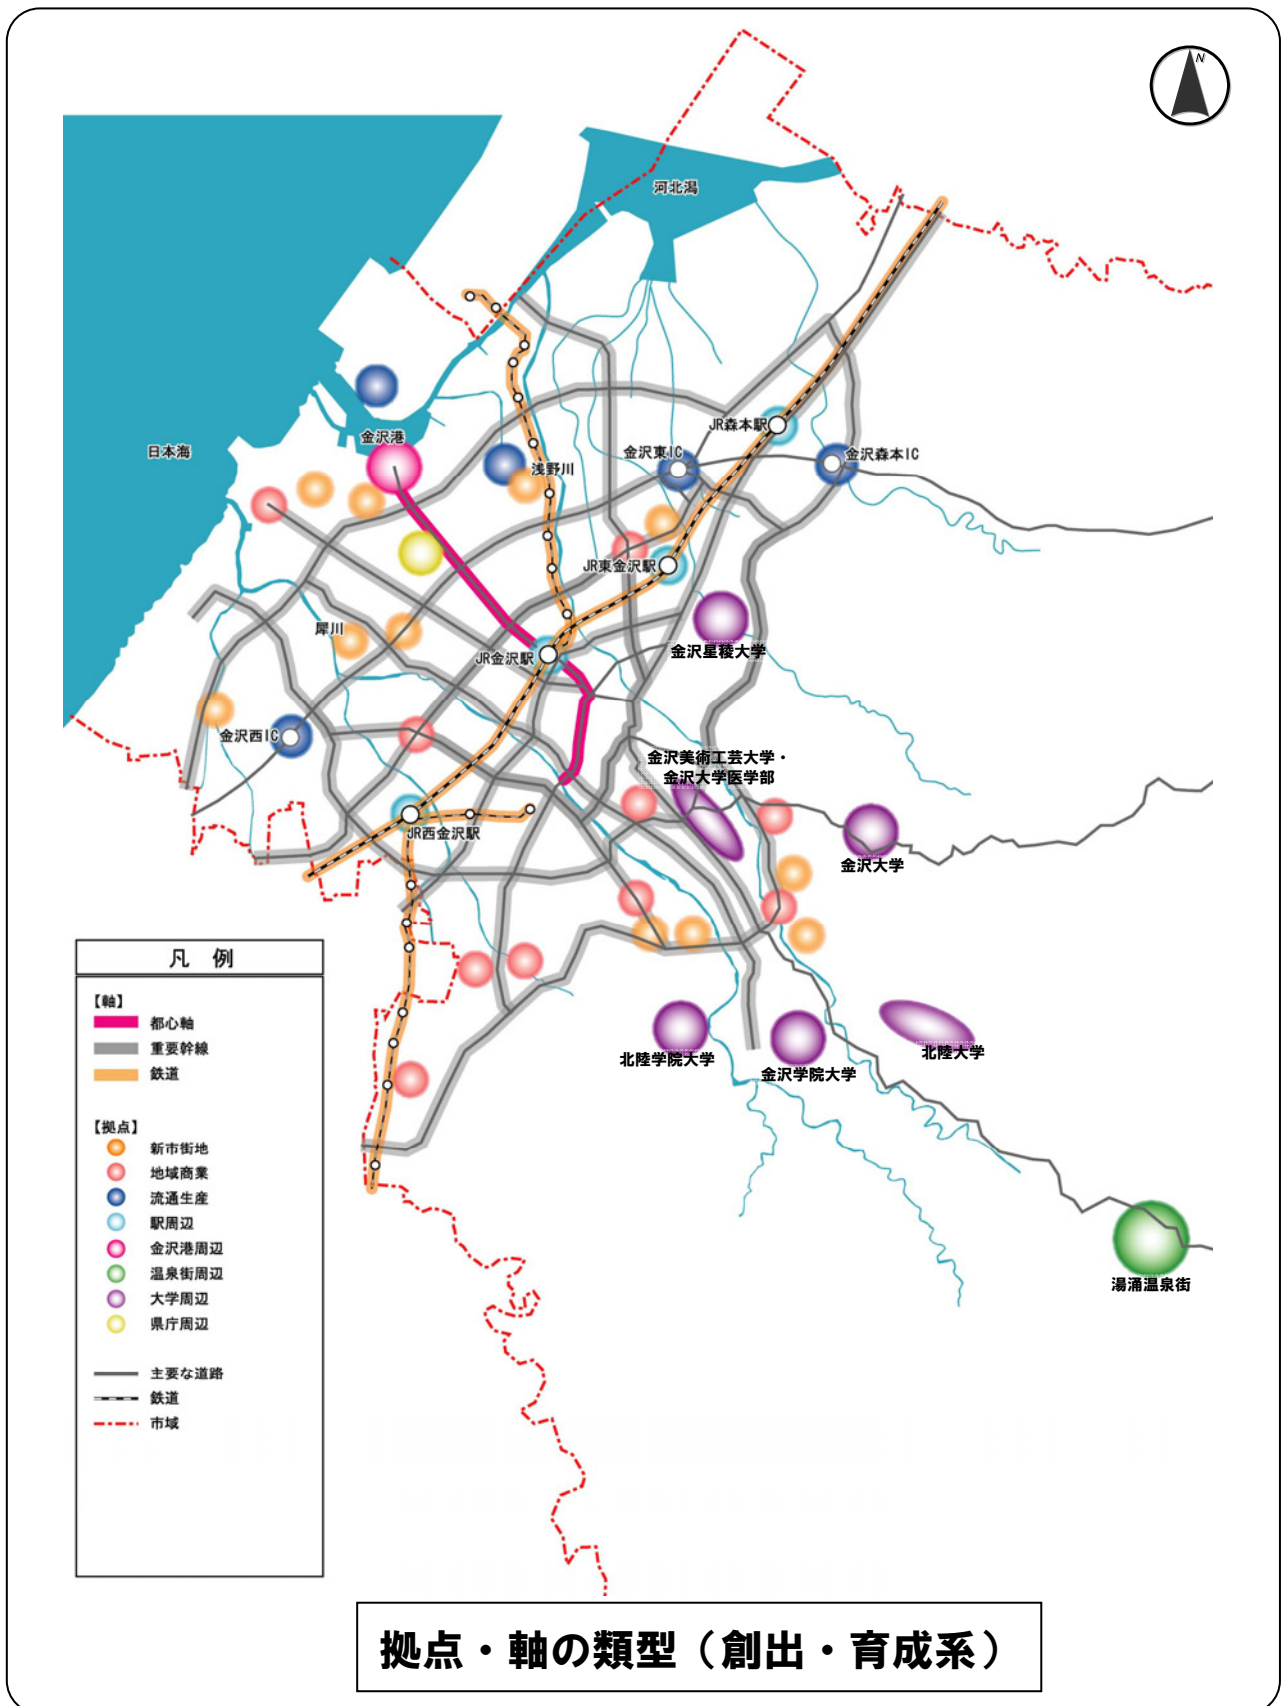 N
河北潟
日本海
金沢港
浅野川
金沢東IC
JR森本駅
金沢森本IC
JR東金沢駅
犀川
JR金沢駅
金沢星稜大学
金沢西IC
金沢美術工芸大学・
金沢大学医学部
JR西金沢駅
金沢大学
北陸学院大学
金沢学院大学
北陸大学
湯涌温泉街
凡 例
【軸】
都心軸
重要幹線
鉄道
【拠点】
新市街地
地域商業
流通生産
駅周辺
金沢港周辺
温泉街周辺
大学周辺
県庁周辺
主要な道路
鉄道
市域
拠点・軸の類型（創出・育成系）